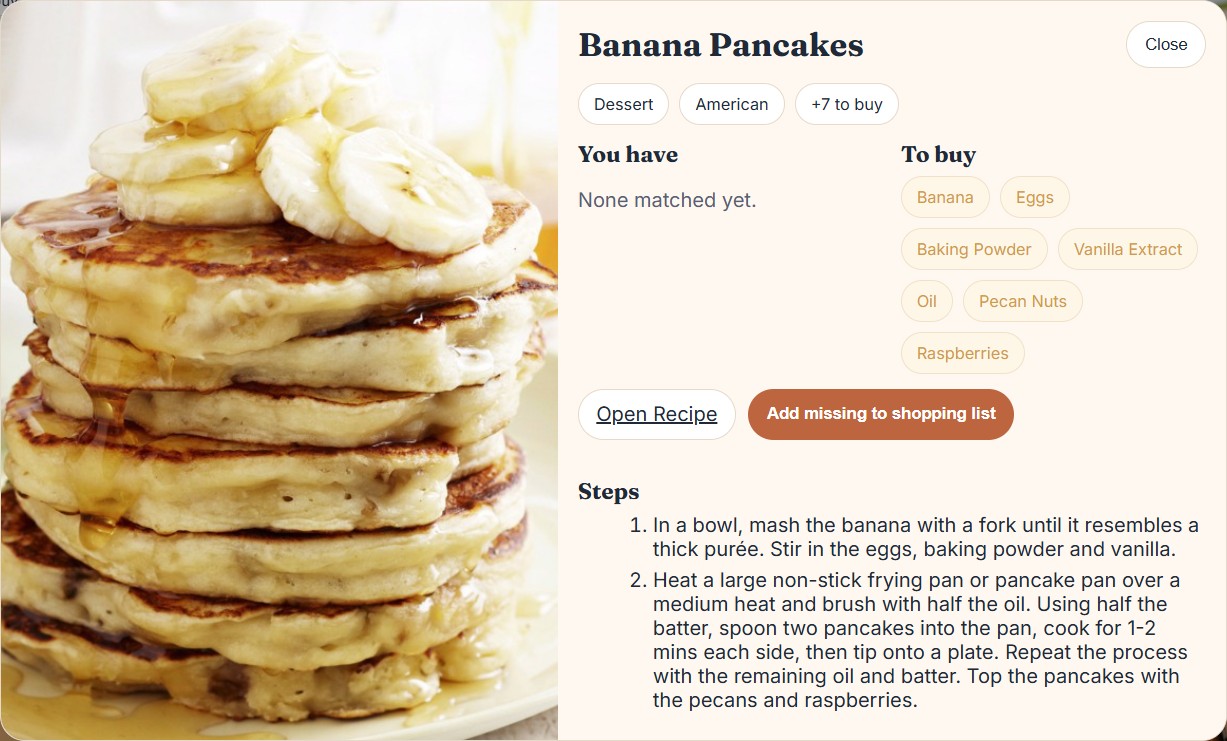 Banana Pancakes
Close
Dessert
American
+7 to buy
You have
None matched yet.
To buy
Banana
Eggs
Baking Powder
Vanilla Extract
Oil
Pecan Nuts
Raspberries
Open Recipe
Add missing to shopping list
Steps
1. In a bowl, mash the banana with a fork until it resembles a
thick purée. Stir in the eggs, baking powder and vanilla.
2. Heat a large non-stick frying pan or pancake pan over a
medium heat and brush with half the oil. Using half the
batter, spoon two pancakes into the pan, cook for 1-2
mins each side, then tip onto a plate. Repeat the process
with the remaining oil and batter. Top the pancakes with
the pecans and raspberries.